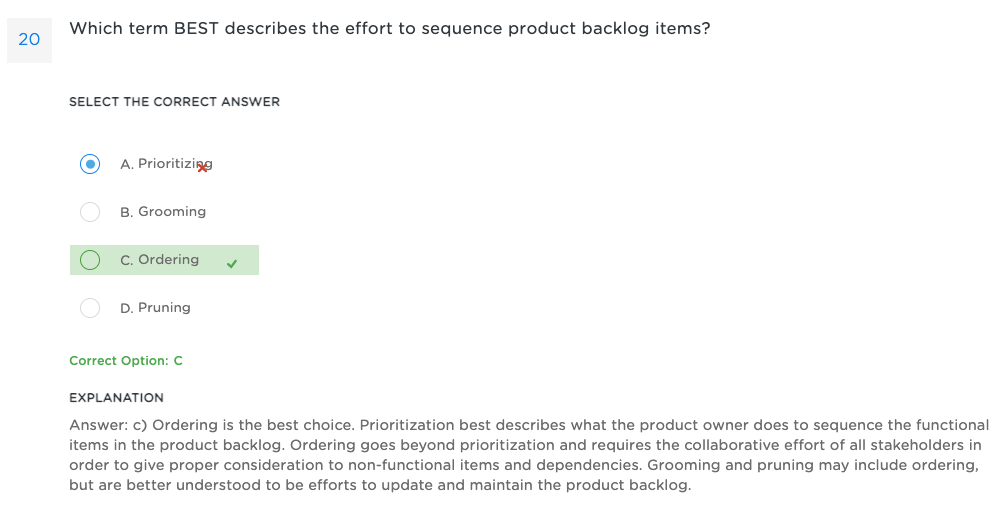 20
Which term BEST describes the effort to sequence product backlog items?
SELECT THE CORRECT ANSWER
A. Prioritizing
B. Grooming
C. Ordering
D. Pruning
Correct Option: C
EXPLANATION
Answer: c) Ordering is the best choice. Prioritization best describes what the product owner does to sequence the functional
items in the product backlog. Ordering goes beyond prioritization and requires the collaborative effort of all stakeholders in
order to give proper consideration to non-functional items and dependencies. Grooming and pruning may include ordering,
but are better understood to be efforts to update and maintain the product backlog.